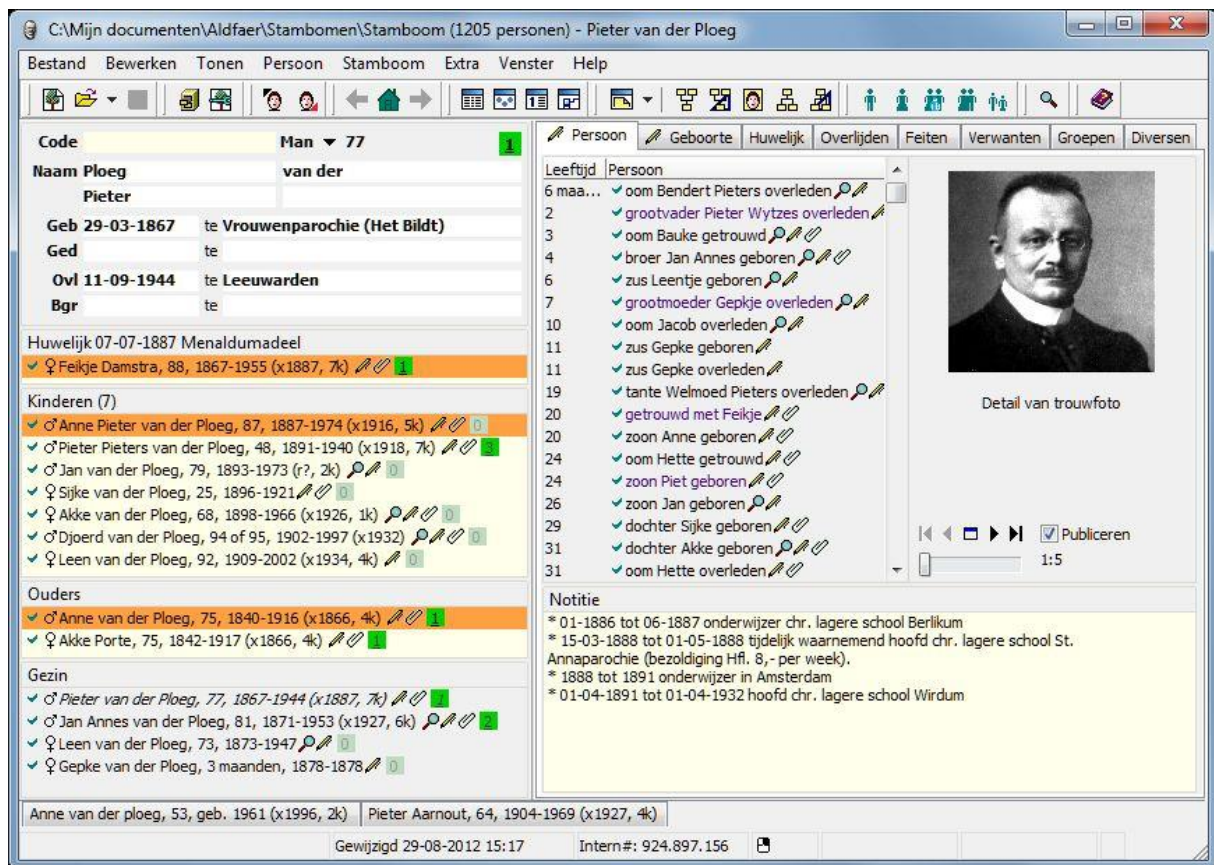 C:\Mijn documenten\Aldfaer\Stambomen\Stamboom (1205 personen) - Pieter van der Ploeg
Bestand Bewerken Tonen Persoon Stamboom Extra Venster Help
Code Man 77 1
Naam Ploeg van der
Pieter
Geb 29-03-1867 te Vrouwenparochie (Het Bildt)
Ged te
Ovl 11-09-1944 te Leeuwarden
Bgr te
Huwelijk 07-07-1887 Menaldumadeel
Feikje Damstra, 88, 1867-1955 (x1887, 7k) 1
Kinderen (7)
Anne Pieter van der Ploeg, 87, 1887-1974 (x1916, 5k) 0
Pieter Pieters van der Ploeg, 48, 1891-1940 (x1918, 7k) 3
Jan van der Ploeg, 79, 1893-1973 (r?, 2k) 0
Sijke van der Ploeg, 25, 1896-1921 0
Akke van der Ploeg, 68, 1898-1966 (x1926, 1k) 0
Djoerd van der Ploeg, 94 of 95, 1902-1997 (x1932) 0
Leen van der Ploeg, 92, 1909-2002 (x1934, 4k) 0
Ouders
Anne van der Ploeg, 75, 1840-1916 (x1866, 4k) 1
Akke Porte, 75, 1842-1917 (x1866, 4k) 1
Gezin
Pieter van der Ploeg, 77, 1867-1944 (x1887, 7k) 1
Jan Annes van der Ploeg, 81, 1871-1953 (x1927, 6k) 2
Leen van der Ploeg, 73, 1873-1947 0
Gepke van der Ploeg, 3 maanden, 1878-1878 0
Persoon Geboorte Huwelijk Overlijden Feiten Verwanten Groepen Diversen
Leeftijd Persoon
6 maa... oom Bendert Pieters overleden
2 grootvader Pieter Wytzes overleden
3 oom Bauke getrouwd
4 broer Jan Annes geboren
6 zus Leentje geboren
7 grootmoeder Gepkje overleden
10 oom Jacob overleden
11 zus Gepke geboren
11 zus Gepke overleden
19 tante Welmoed Pieters overleden
20 getrouwd met Feikje
20 zoon Anne geboren
24 oom Hette getrouwd
24 zoon Piet geboren
26 zoon Jan geboren
29 dochter Sijke geboren
31 dochter Akke geboren
31 oom Hette overleden
Detail van trouwfoto
Publiceren
1:5
Notitie
* 01-1886 to 06-1887 onderwijzer chr. lagere school Berlikum
* 15-03-1888 tot 01-05-1888 tijdelijk waarnemend hoofd chr. lagere school St.
Annaparochie (bezoldiging Hfl. 8,- per week).
* 1888 tot 1891 onderwijzer in Amsterdam
* 01-04-1891 tot 01-04-1932 hoofd chr. lagere school Wirdum
Anne van der ploeg, 53, geb. 1961 (x1996, 2k) Pieter Aarnout, 64, 1904-1969 (x1927, 4k)
Gewijzigd 29-08-2012 15:17 Intern#: 924.897.156